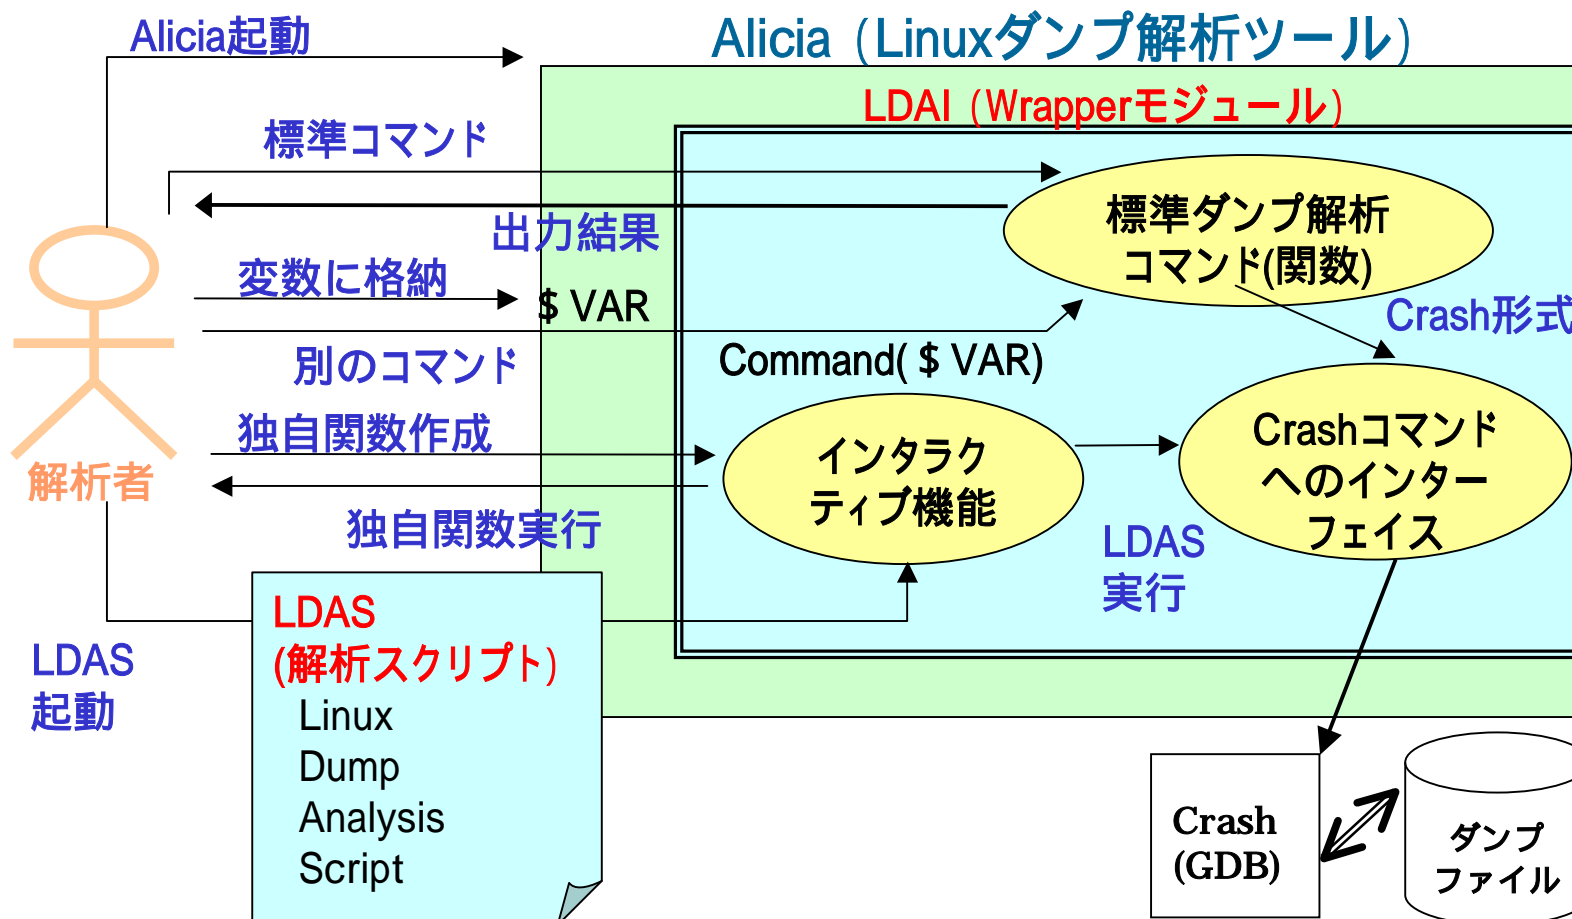 Alicia起動
Alicia（Linuxダンプ解析ツール）
LDAI（Wrapperモジュール）
標準コマンド
標準ダンプ解析
コマンド(関数)
出力結果
変数に格納
＄VAR
Crash形式
別のコマンド
Command(＄VAR)
独自関数作成
インタラク
ティブ機能
Crashコマンド
へのインター
フェイス
解析者
独自関数実行
LDAS
実行
LDAS
起動
LDAS
(解析スクリプト)
Linux
Dump
Analysis
Script
Crash
(GDB)
ダンプ
ファイル